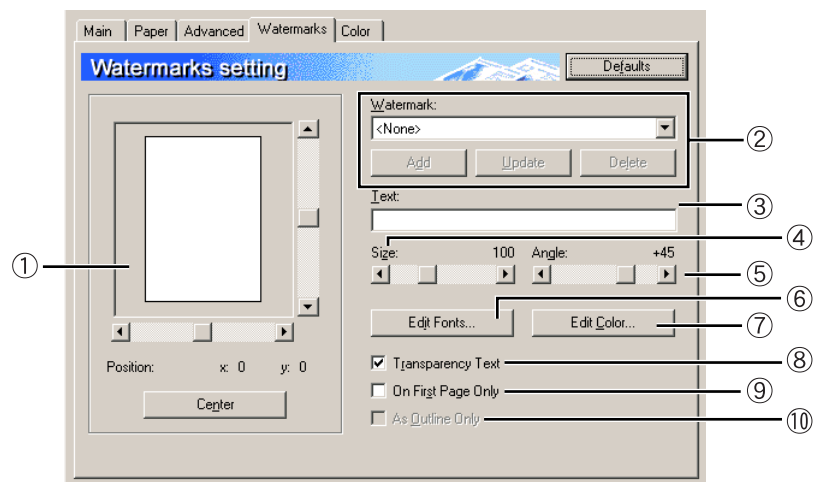 Main Paper Advanced Watermarks Color
Watermarks setting
Defaults
Watermark:
<None>
Add Update Delete
②
Text:
③
④
Size: 100 Angle: +45
⑤
①
⑥
Edit Fonts... Edit Color...
⑦
Position: x: 0 y: 0
Transparency Text
⑧
On First Page Only
⑨
Center
As Outline Only
⑩